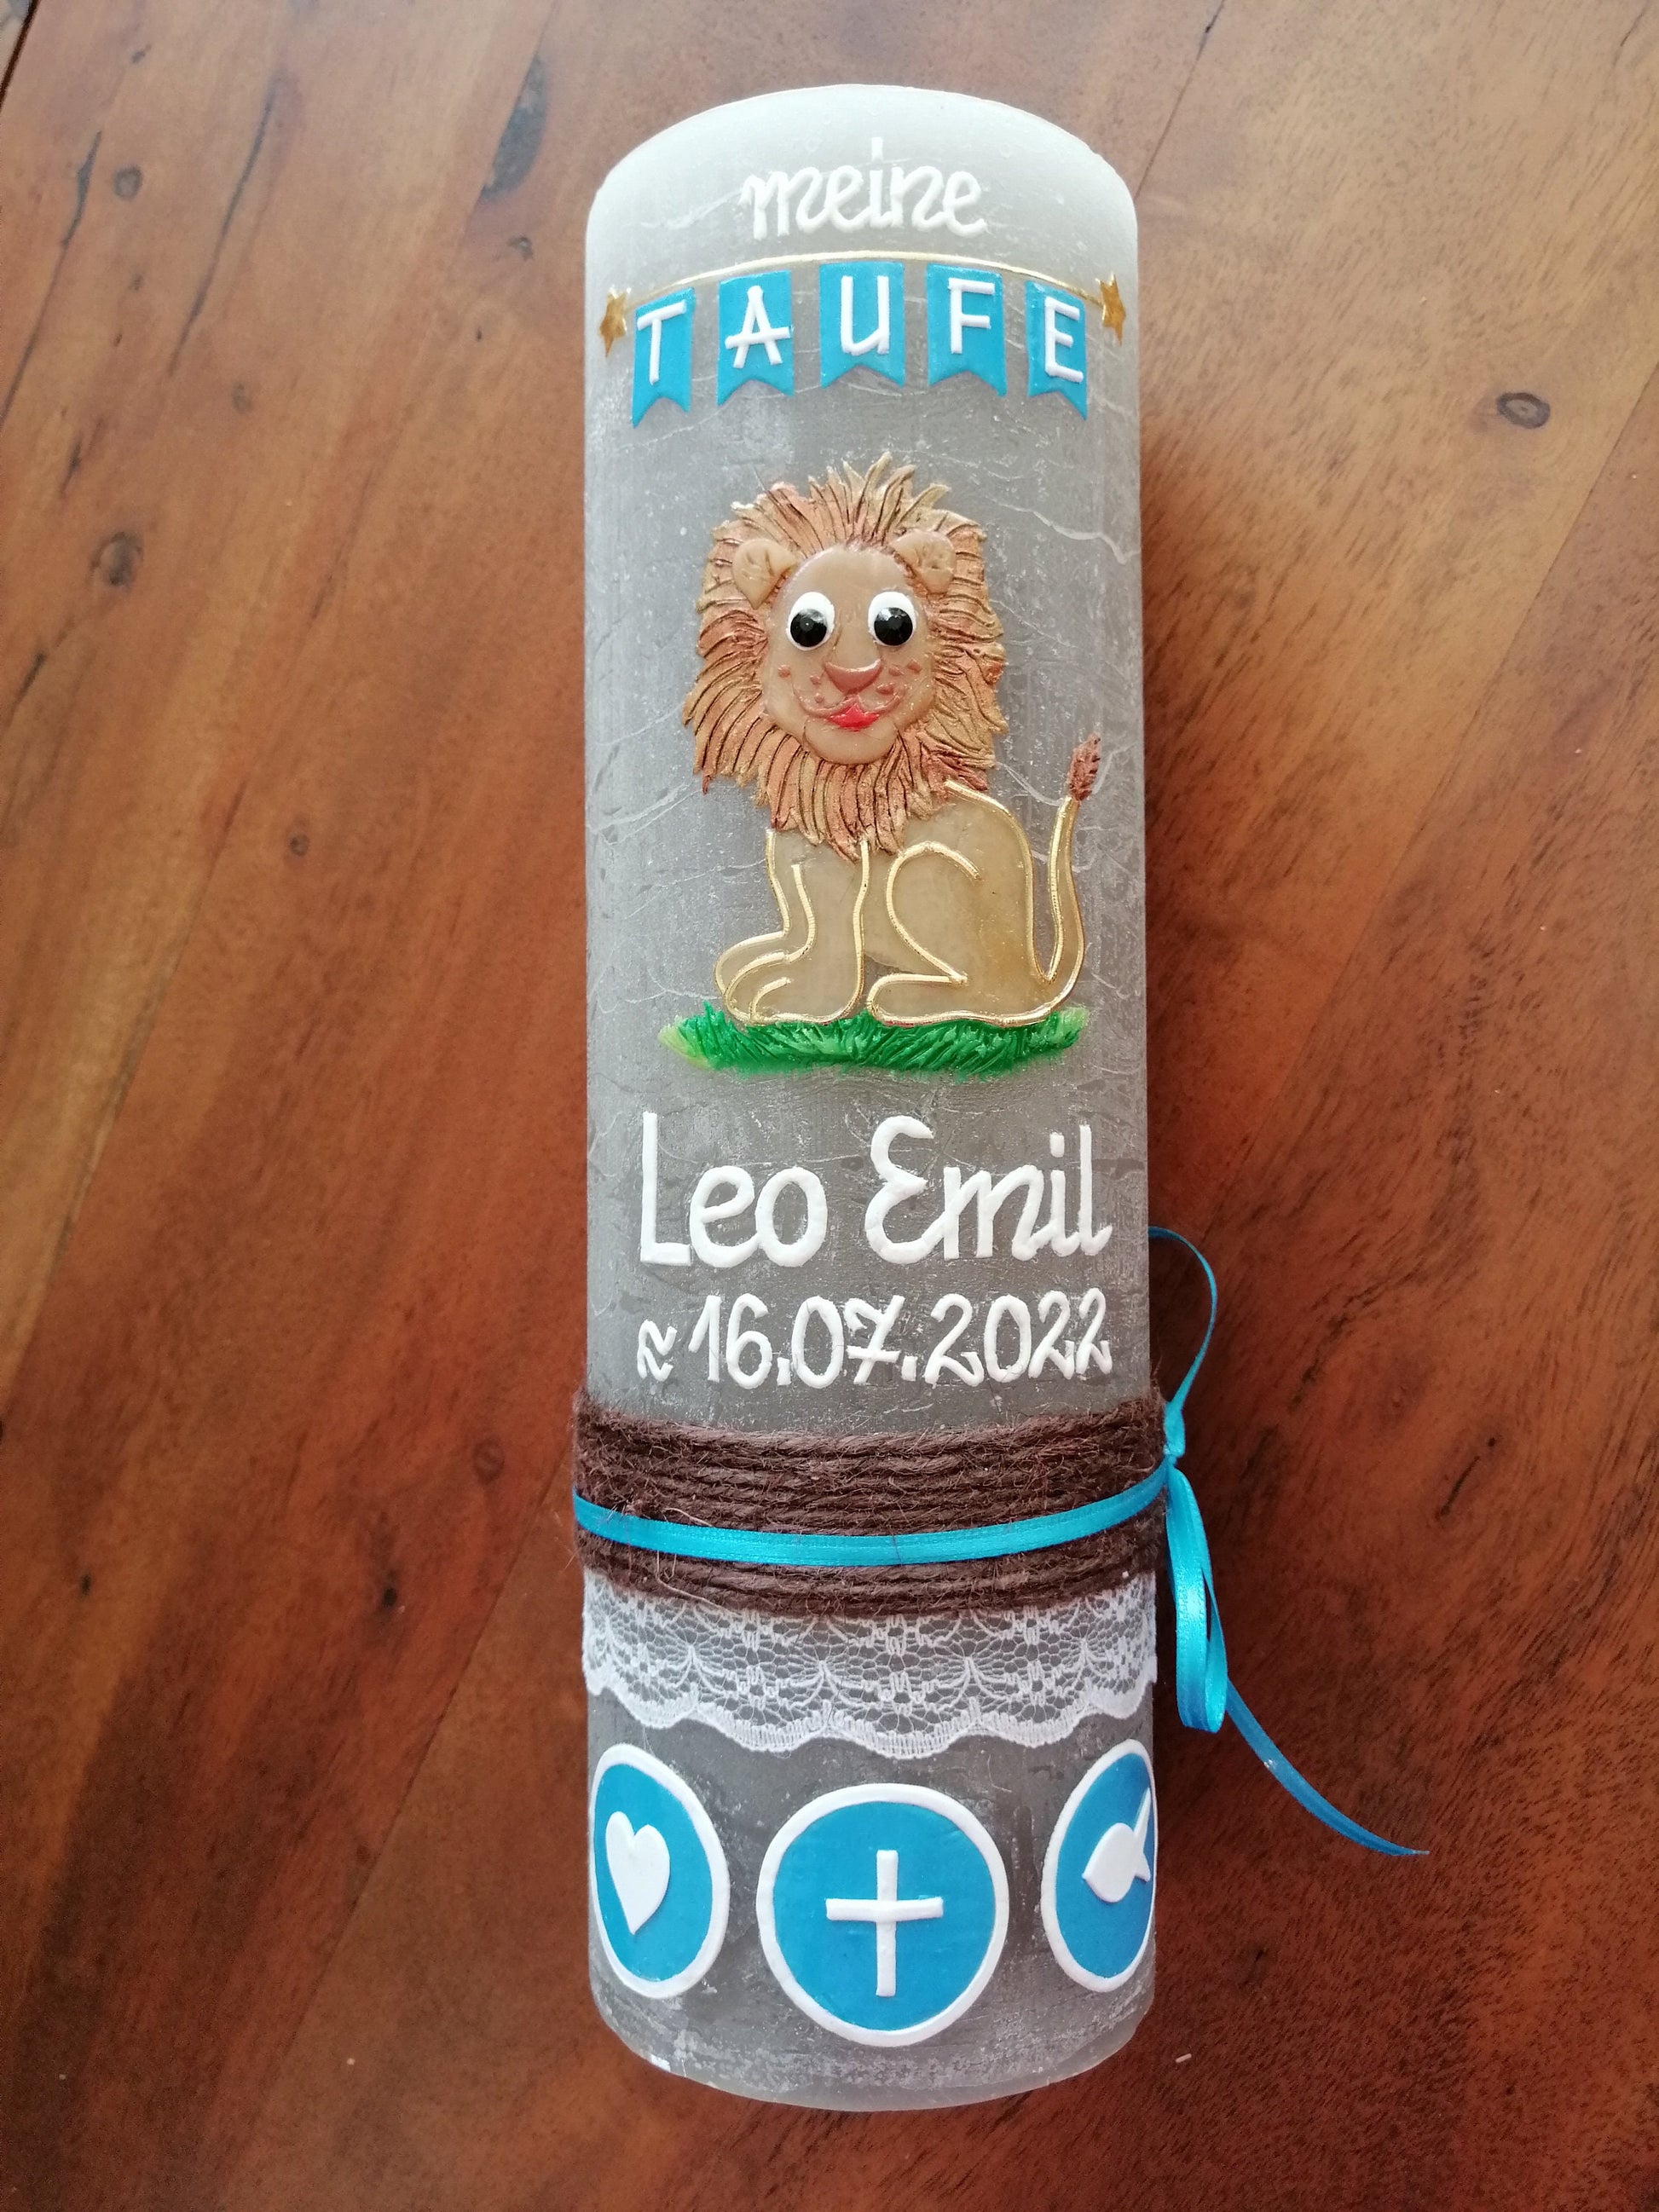 meine
TAUFE
Leo Emil
≈ 16.07.2022